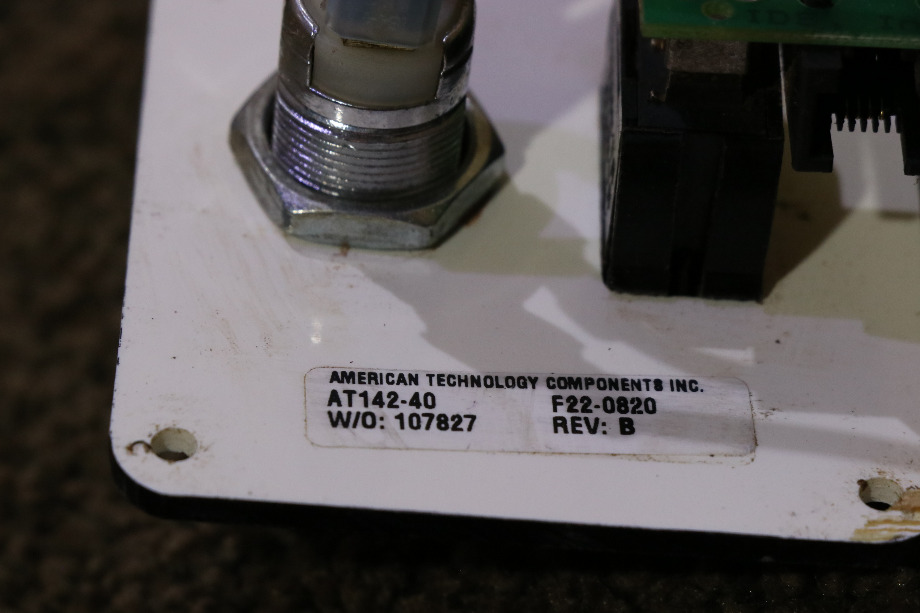 AMERICAN TECHNOLOGY COMPONENTS INC.
AT142-40 F22-0820
W/O: 107827 REV: B